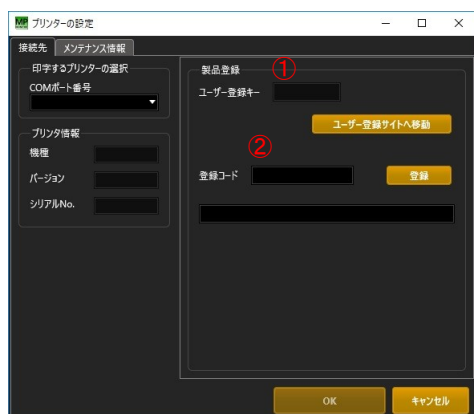 MP プリンターの設定
接続先 メンテナンス情報
印字するプリンターの選択
COMポート番号
プリンタ情報
機種
バージョン
シリアルNo.
製品登録
①
ユーザー登録キー
ユーザー登録サイトへ移動
②
登録コード
登録
OK キャンセル